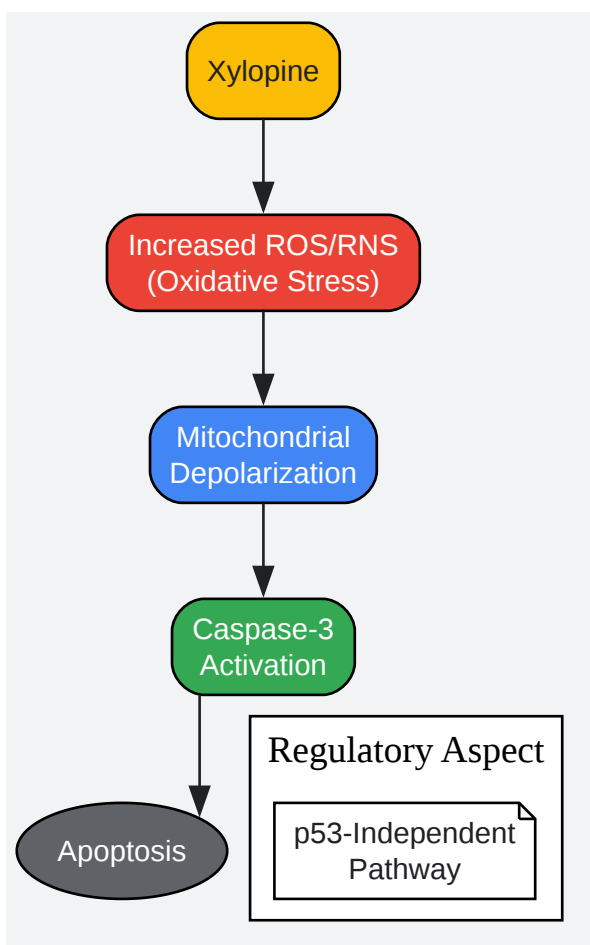 Xylopine
Increased ROS/RNS
(Oxidative Stress)
Mitochondrial
Depolarization
Caspase-3
Activation
Regulatory Aspect
p53-Independent
Pathway
Apoptosis